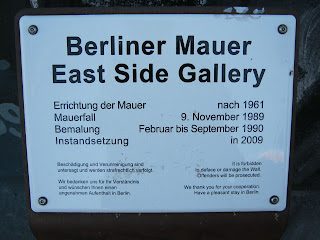 Berliner Mauer
East Side Gallery
Errichtung der Mauer nach 1961
Mauerfall 9. November 1989
Bemalung Februar bis September 1990
Instandsetzung in 2009
Beschädigung und Verunreinigung sind
untersagt und werden strafrechtlich verfolgt.
Wir bedanken uns für Ihr Verständnis
und wünschen Ihnen einen
angenehmen Aufenthalt in Berlin.
It is forbidden
to deface or damage the Wall.
Offenders will be prosecuted.
We thank you for your cooperation.
Have a pleasant stay in Berlin.